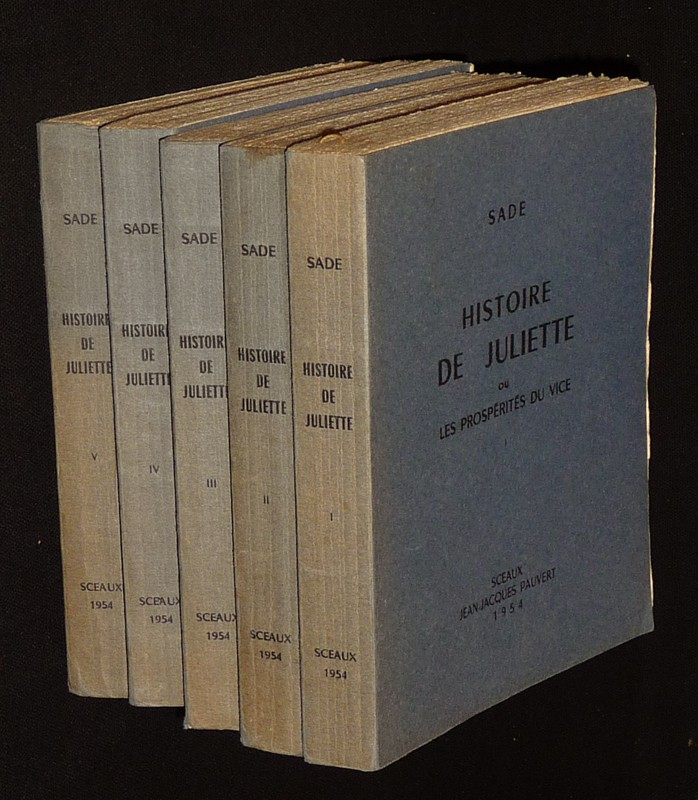 SADE
HISTOIRE
DE
JULIETTE
V
SCEAUX
1954
SADE
HISTOIRE
DE
JULIETTE
IV
SCEAUX
1954
SADE
HISTOIRE
DE
JULIETTE
III
SCEAUX
1954
SADE
HISTOIRE
DE
JULIETTE
II
SCEAUX
1954
SADE
HISTOIRE
DE
JULIETTE
I
SCEAUX
1954
SADE
HISTOIRE
DE JULIETTE
OU
LES PROSPÉRITÉS DU VICE
I
SCEAUX
JEAN-JACQUES PAUVERT
1954